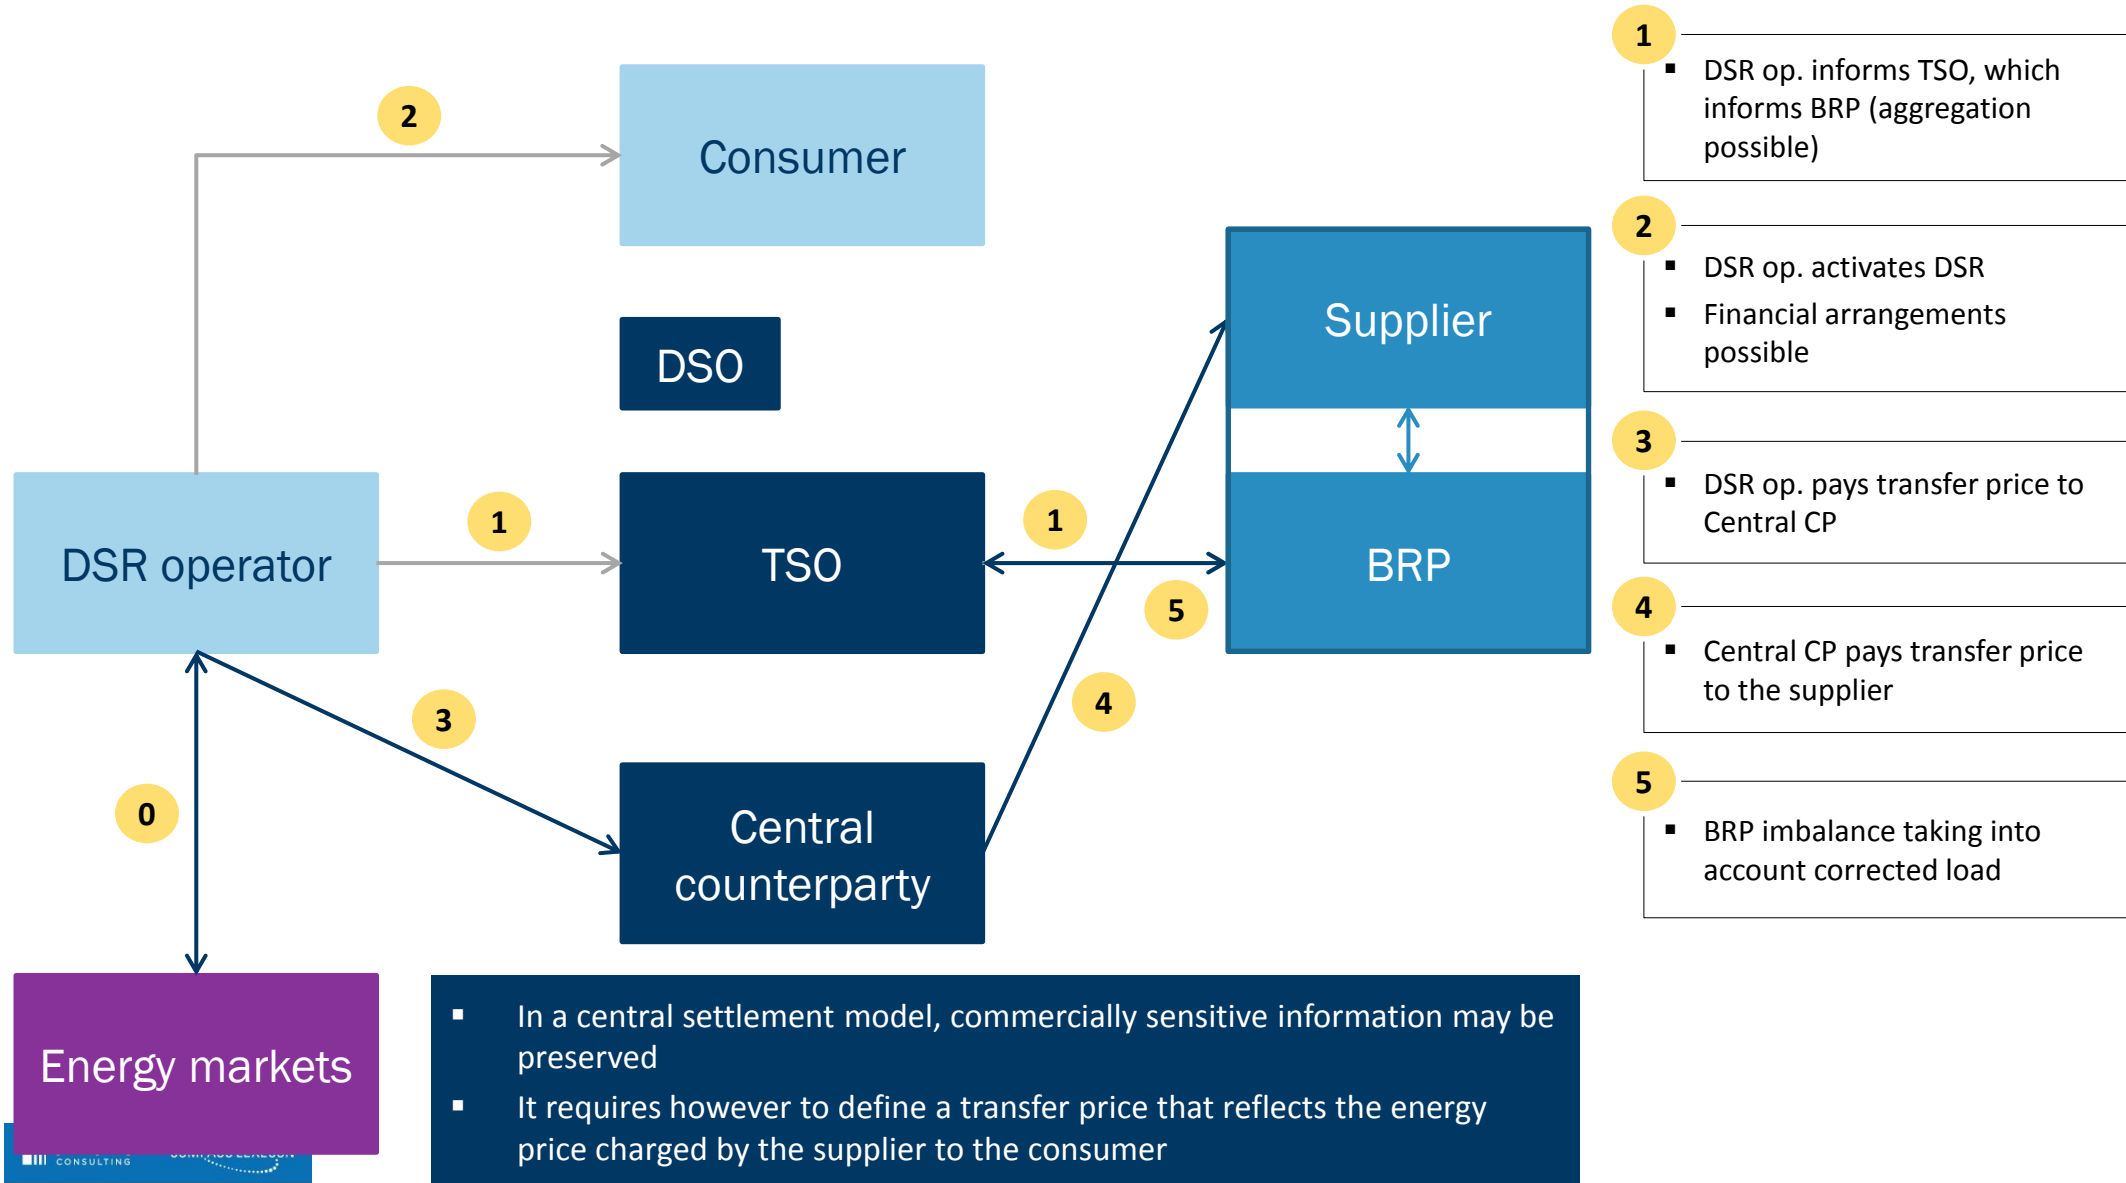 2
Consumer
DSO
Supplier
DSR operator
1
TSO
1
BRP
5
4
3
0
Central
counterparty
Energy markets
CONSULTING
▪ In a central settlement model, commercially sensitive information may be
preserved
▪ It requires however to define a transfer price that reflects the energy
price charged by the supplier to the consumer
1
▪ DSR op. informs TSO, which
informs BRP (aggregation
possible)
2
▪ DSR op. activates DSR
▪ Financial arrangements
possible
3
▪ DSR op. pays transfer price to
Central CP
4
▪ Central CP pays transfer price
to the supplier
5
▪ BRP imbalance taking into
account corrected load